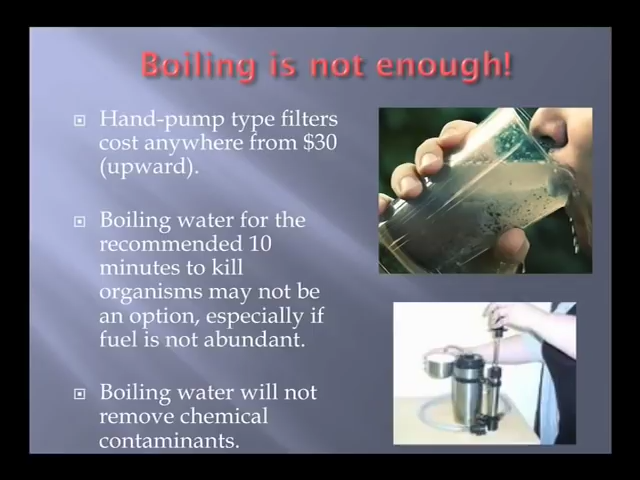 Boiling is not enough!
Hand-pump type filters
cost anywhere from $30
(upward).
Boiling water for the
recommended 10
minutes to kill
organisms may not be
an option, especially if
fuel is not abundant.
Boiling water will not
remove chemical
contaminants.